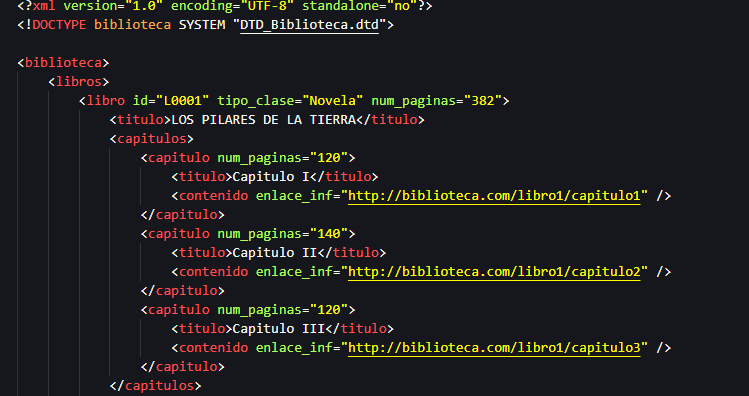 <?xml version="1.0" encoding="UTF-8" standalone="no"?>
<!DOCTYPE biblioteca SYSTEM "DTD_Biblioteca.dtd">
<biblioteca>
<libros>
<libro id="L0001" tipo_clase="Novela" num_paginas="382">
<titulo>LOS PILARES DE LA TIERRA</titulo>
<capitulos>
<capitulo num_paginas="120">
<titulo>Capitulo I</titulo>
<contenido enlace_inf="http://biblioteca.com/libro1/capitulo1" />
</capitulo>
<capitulo num_paginas="140">
<titulo>Capitulo II</titulo>
<contenido enlace_inf="http://biblioteca.com/libro1/capitulo2" />
</capitulo>
<capitulo num_paginas="120">
<titulo>Capitulo III</titulo>
<contenido enlace_inf="http://biblioteca.com/libro1/capitulo3" />
</capitulo>
</capitulos>